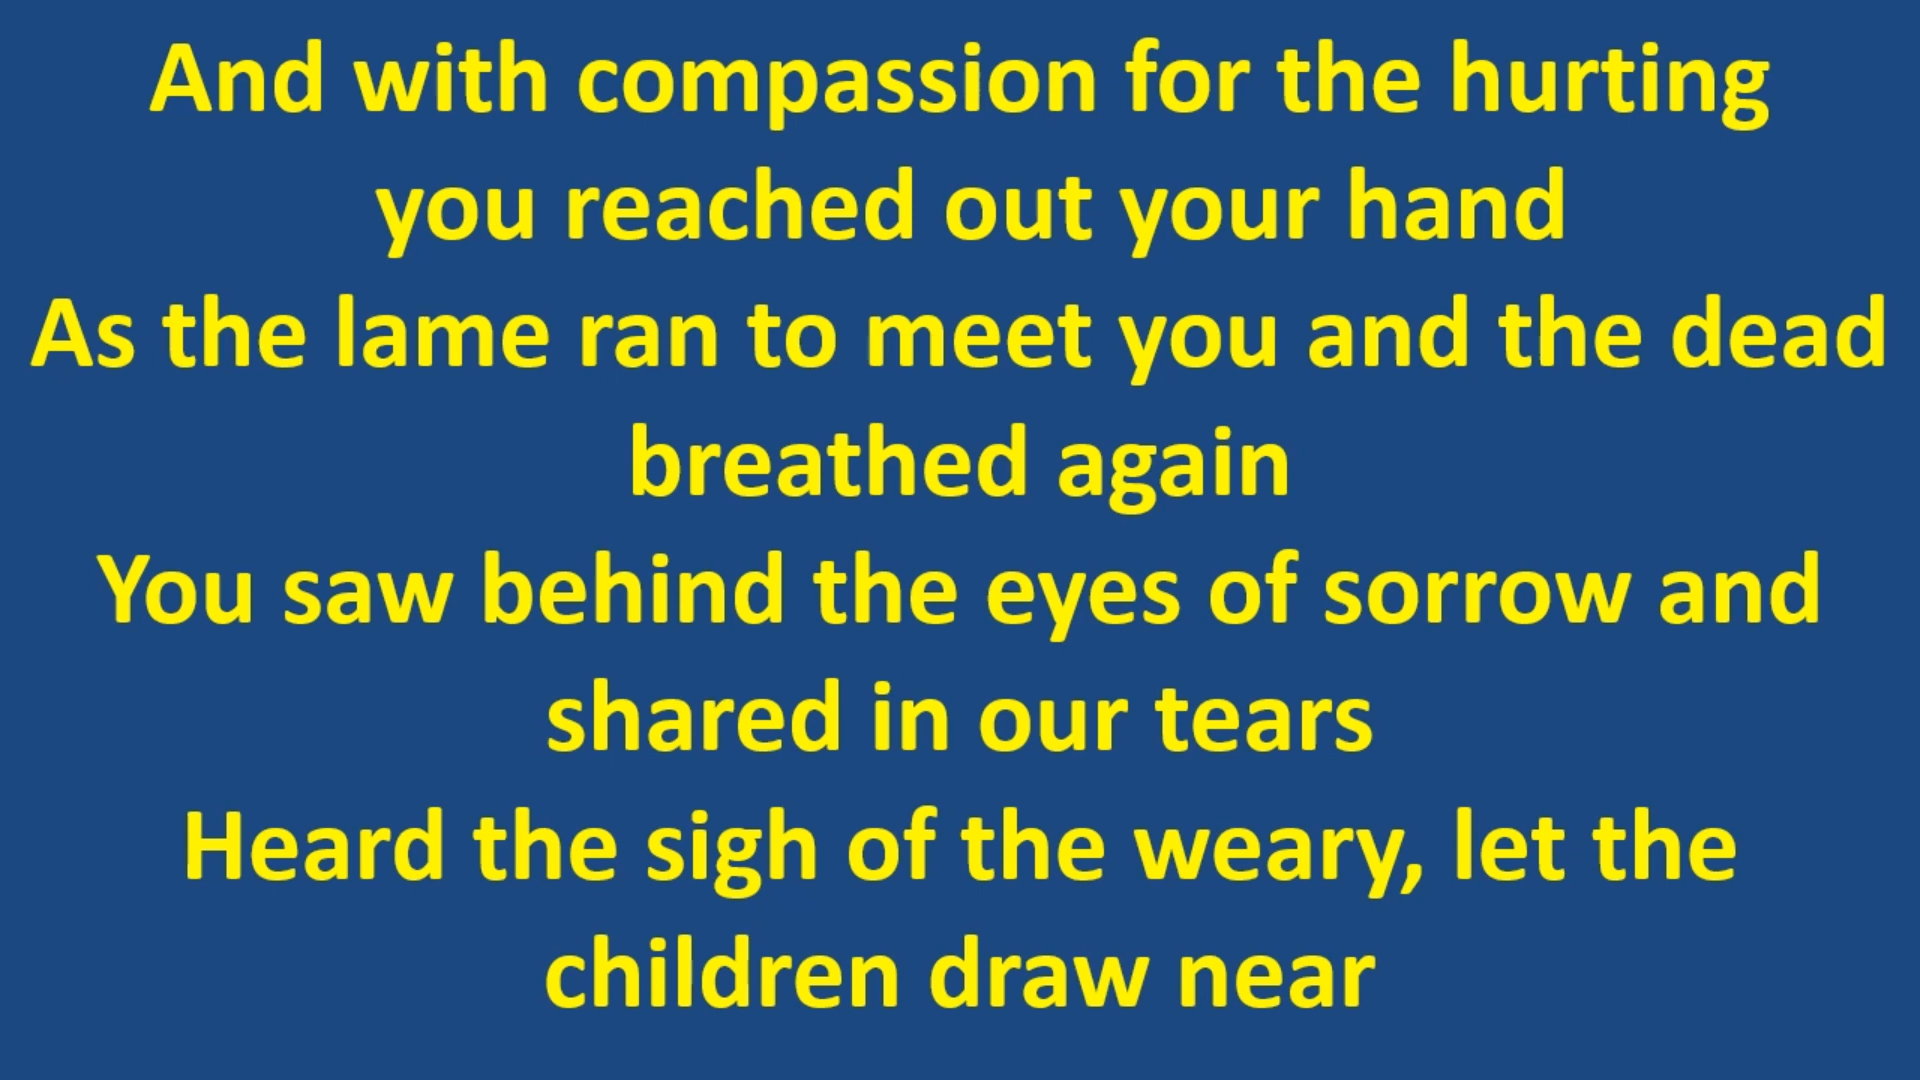 And with compassion for the hurting
you reached out your hand
As the lame ran to meet you and the dead
breathed again
You saw behind the eyes of sorrow and
shared in our tears
Heard the sigh of the weary, let the
children draw near